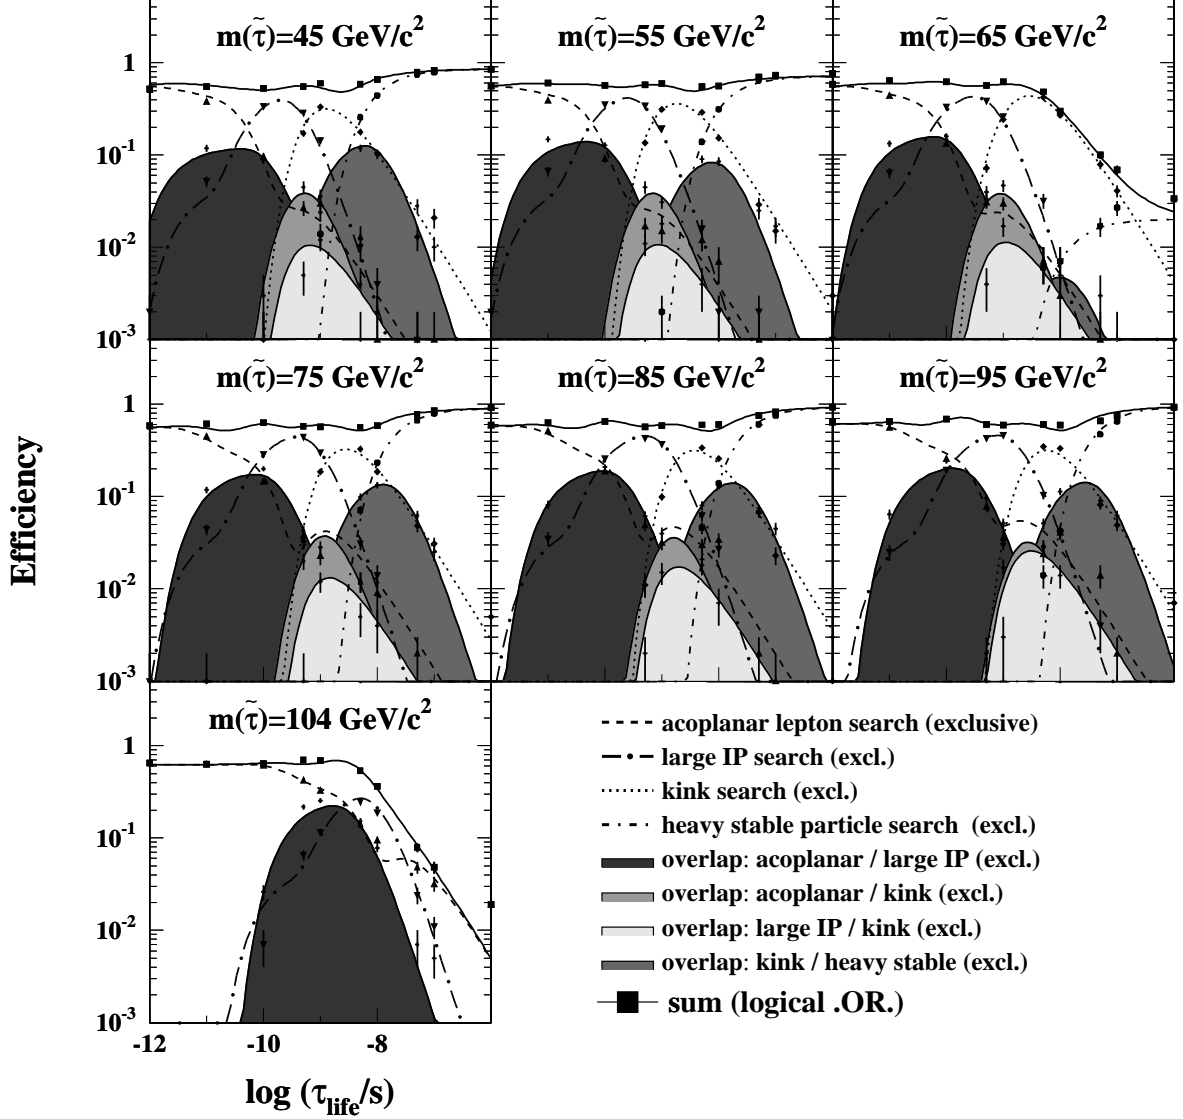 m(τ̃)=45 GeV/c²
m(τ̃)=55 GeV/c²
m(τ̃)=65 GeV/c²
1
10⁻¹
10⁻²
10⁻³
m(τ̃)=75 GeV/c²
m(τ̃)=85 GeV/c²
m(τ̃)=95 GeV/c²
1
10⁻¹
10⁻²
10⁻³
Efficiency
m(τ̃)=104 GeV/c²
1
10⁻¹
10⁻²
10⁻³
-12 -10 -8
log (τ_life/s)
acoplanar lepton search (exclusive)
large IP search (excl.)
kink search (excl.)
heavy stable particle search (excl.)
overlap: acoplanar / large IP (excl.)
overlap: acoplanar / kink (excl.)
overlap: large IP / kink (excl.)
overlap: kink / heavy stable (excl.)
sum (logical .OR.)